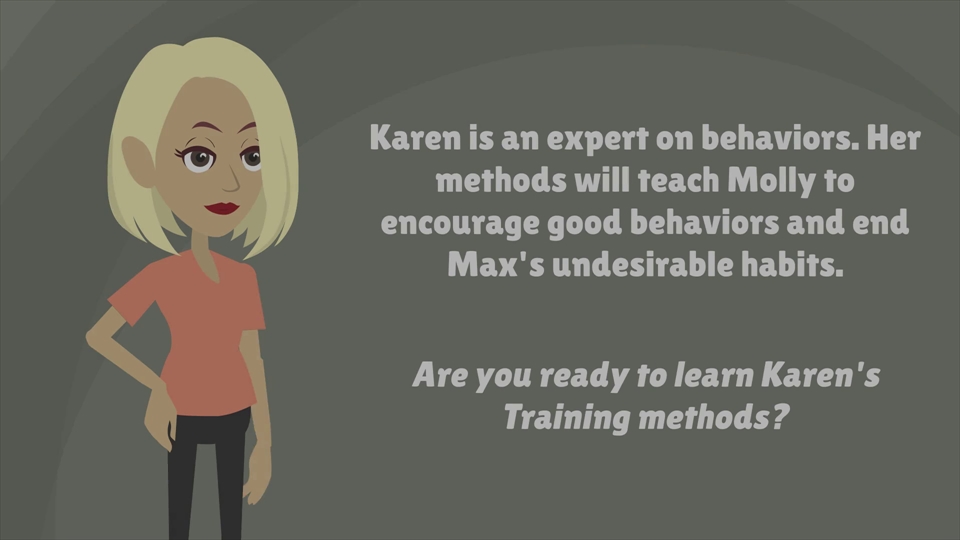 Karen is an expert on behaviors. Her
methods will teach Molly to
encourage good behaviors and end
Max's undesirable habits.
Are you ready to learn Karen's
Training methods?